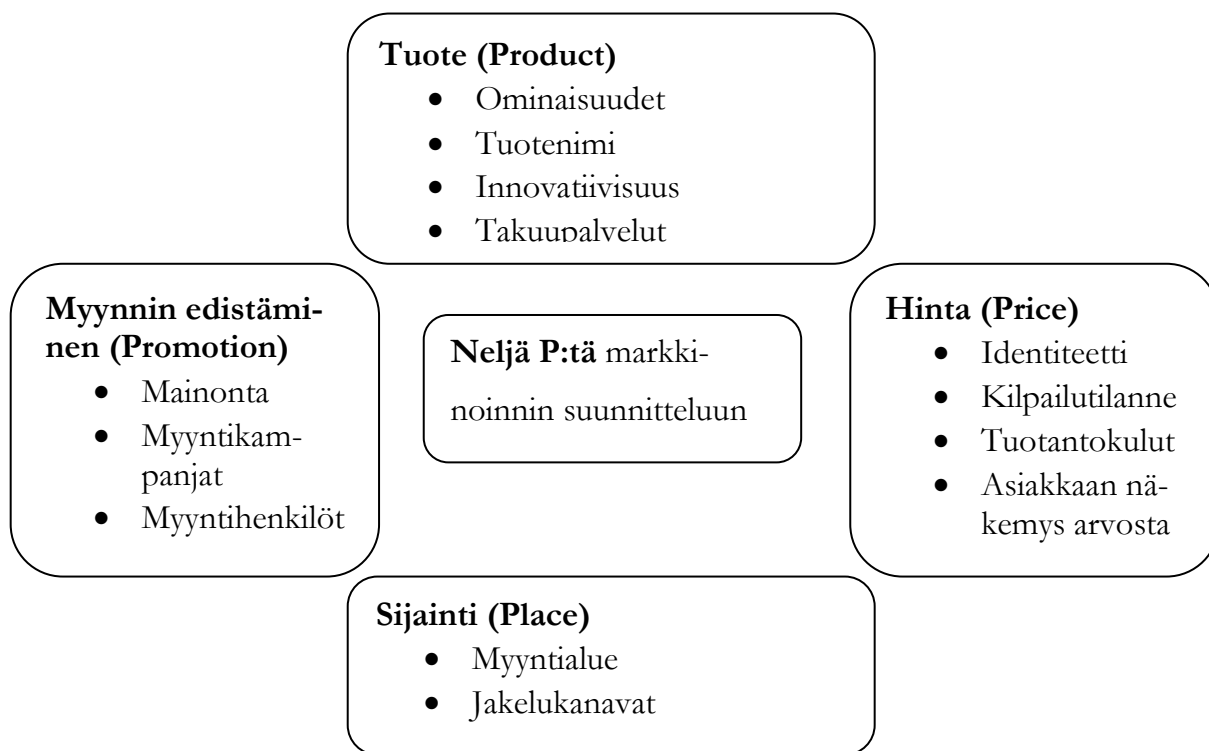 Tuote (Product)
• Ominaisuudet
• Tuotenimi
• Innovatiivisuus
• Takuupalvelut
Myynnin edistämi-
nen (Promotion)
• Mainonta
• Myyntikam-
panjat
• Myyntihenkilöt
Neljä P:tä markki-
noinnin suunnitteluun
Hinta (Price)
• Identiteetti
• Kilpailutilanne
• Tuotantokulut
• Asiakkaan nä-
kemys arvosta
Sijainti (Place)
• Myyntialue
• Jakelukanavat